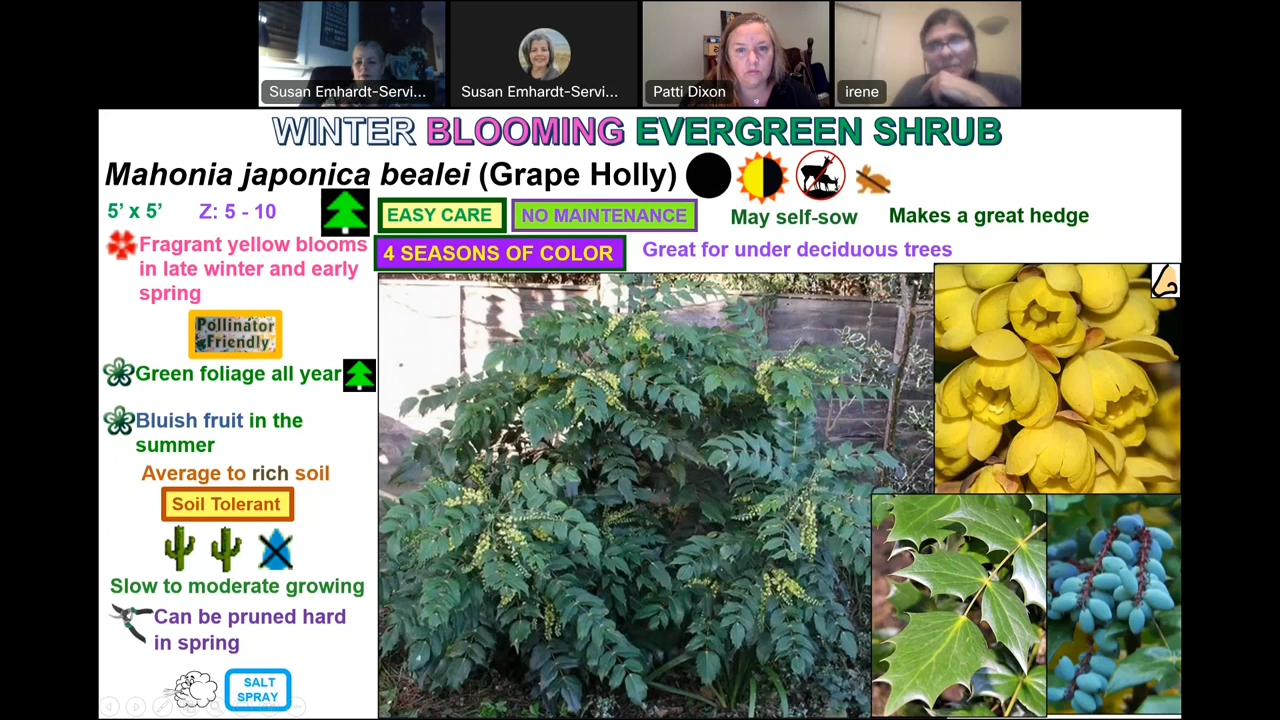 Susan Emhardt-Servi...
Susan Emhardt-Servi...
Patti Dixon
irene
WINTER BLOOMING EVERGREEN SHRUB
Mahonia japonica bealei (Grape Holly)
5’ x 5’ Z: 5 - 10
EASY CARE
NO MAINTENANCE
May self-sow
Makes a great hedge
4 SEASONS OF COLOR
Great for under deciduous trees
Fragrant yellow blooms
in late winter and early
spring
Pollinator
Friendly
Green foliage all year
Bluish fruit in the
summer
Average to rich soil
Soil Tolerant
Slow to moderate growing
Can be pruned hard
in spring
SALT
SPRAY